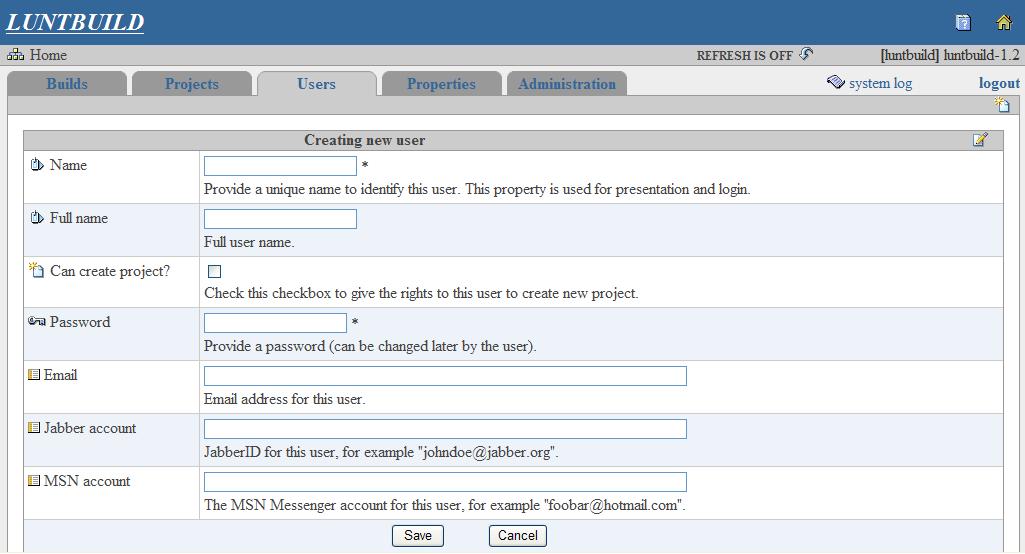 LUNTBUILD
Home REFRESH IS OFF [luntbuild] luntbuild-1.2
Builds Projects Users Properties Administration system log logout
Creating new user
Name *
Provide a unique name to identify this user. This property is used for presentation and login.
Full name
Full user name.
Can create project?
Check this checkbox to give the rights to this user to create new project.
Password *
Provide a password (can be changed later by the user).
Email
Email address for this user.
Jabber account
JabberID for this user, for example "johndoe@jabber.org".
MSN account
The MSN Messenger account for this user, for example "foobar@hotmail.com".
Save Cancel